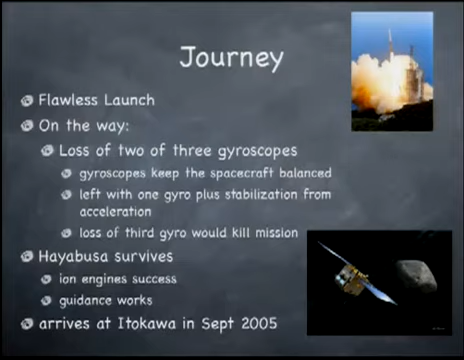 Journey
Flawless Launch
On the way:
Loss of two of three gyroscopes
gyroscopes keep the spacecraft balanced
left with one gyro plus stabilization from
acceleration
loss of third gyro would kill mission
Hayabusa survives
ion engines success
guidance works
arrives at Itokawa in Sept 2005